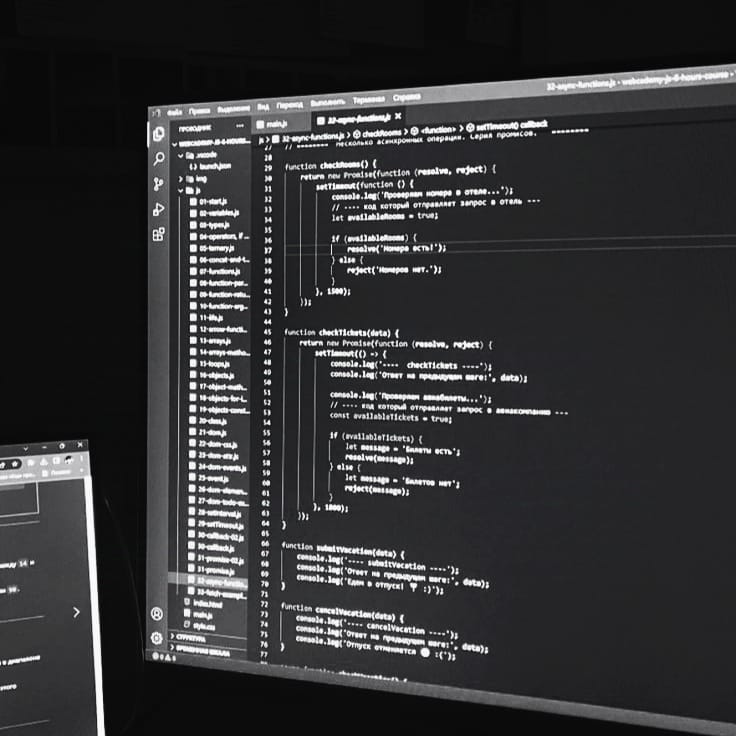 Файл Правка Выделение Вид Переход Выполнить Терминал Справка
32-async-functions.js - webcademy-js-6-hours-course
ПРОВОДНИК
main.js
32-async-functions.js
js > 32-async-functions.js > checkRooms > <function> > setTimeout() callback
WEBCADEMY-JS-6-HOURS-...
.vscode
launch.json
img
js
01-start.js
02-variables.js
03-types.js
04-operators, if ...
05-ternary.js
06-concat-and-t...
07-functions.js
08-function-par...
09-function-retu...
10-function-arg...
11-iife.js
12-arrow-functi...
13-arrays.js
14-arrays-metho...
15-loops.js
16-objects.js
17-object-meth...
18-objects-for-i...
19-objects-const...
20-class.js
21-dom.js
22-dom-css.js
23-dom-attr.js
24-dom-events.js
25-event.js
26-dom-elemen...
27-dom-todo-...
28-setInterval.js
29-setTimeout.js
30-callback-02.js
30-callback.js
31-promise-02.js
31-promise.js
32-async-functio...
33-fetch-exampl...
index.html
main.js
style.css
СТРУКТУРА
ВРЕМЕННАЯ ШКАЛА
27 // -------- Несколько асинхронных операций. Серия промисов. --------
28
29 function checkRooms() {
30 return new Promise(function (resolve, reject) {
31 setTimeout(function () {
32 console.log('Проверяем номера в отеле...');
33 // ---- код который отправляет запрос в отель ---
34 let availableRooms = true;
35
36 if (availableRooms) {
37 resolve('Номера есть!');
38 } else {
39 reject('Номеров нет.');
40 }
41 }, 1500);
42 });
43 }
44
45 function checkTickets(data) {
46 return new Promise(function (resolve, reject) {
47 setTimeout(() => {
48 console.log('---- checkTickets ----');
49 console.log('Ответ на предыдущем шаге:', data);
50
51 console.log('Проверяем авиабилеты...');
52 // ---- код который отправляет запрос в авиакомпанию ---
53 const availableTickets = true;
54
55 if (availableTickets) {
56 let message = 'Билеты есть';
57 resolve(message);
58 } else {
59
60 let message = 'Билетов нет';
61 reject(message);
}
62 }, 1000);
63 });
64 }
65
66 function submitVacation(data) {
67 console.log('---- submitVacation ----');
68 console.log('Ответ на предыдущем шаге:', data);
69 console.log('Едем в отпуск! 🌴 :)');
70 }
71
72 function cancelVacation(data) {
73 console.log('---- cancelVacation ----');
74 console.log('Ответ на предыдущем шаге:', data);
75 console.log('Отпуск отменяется :(');
76 }
77